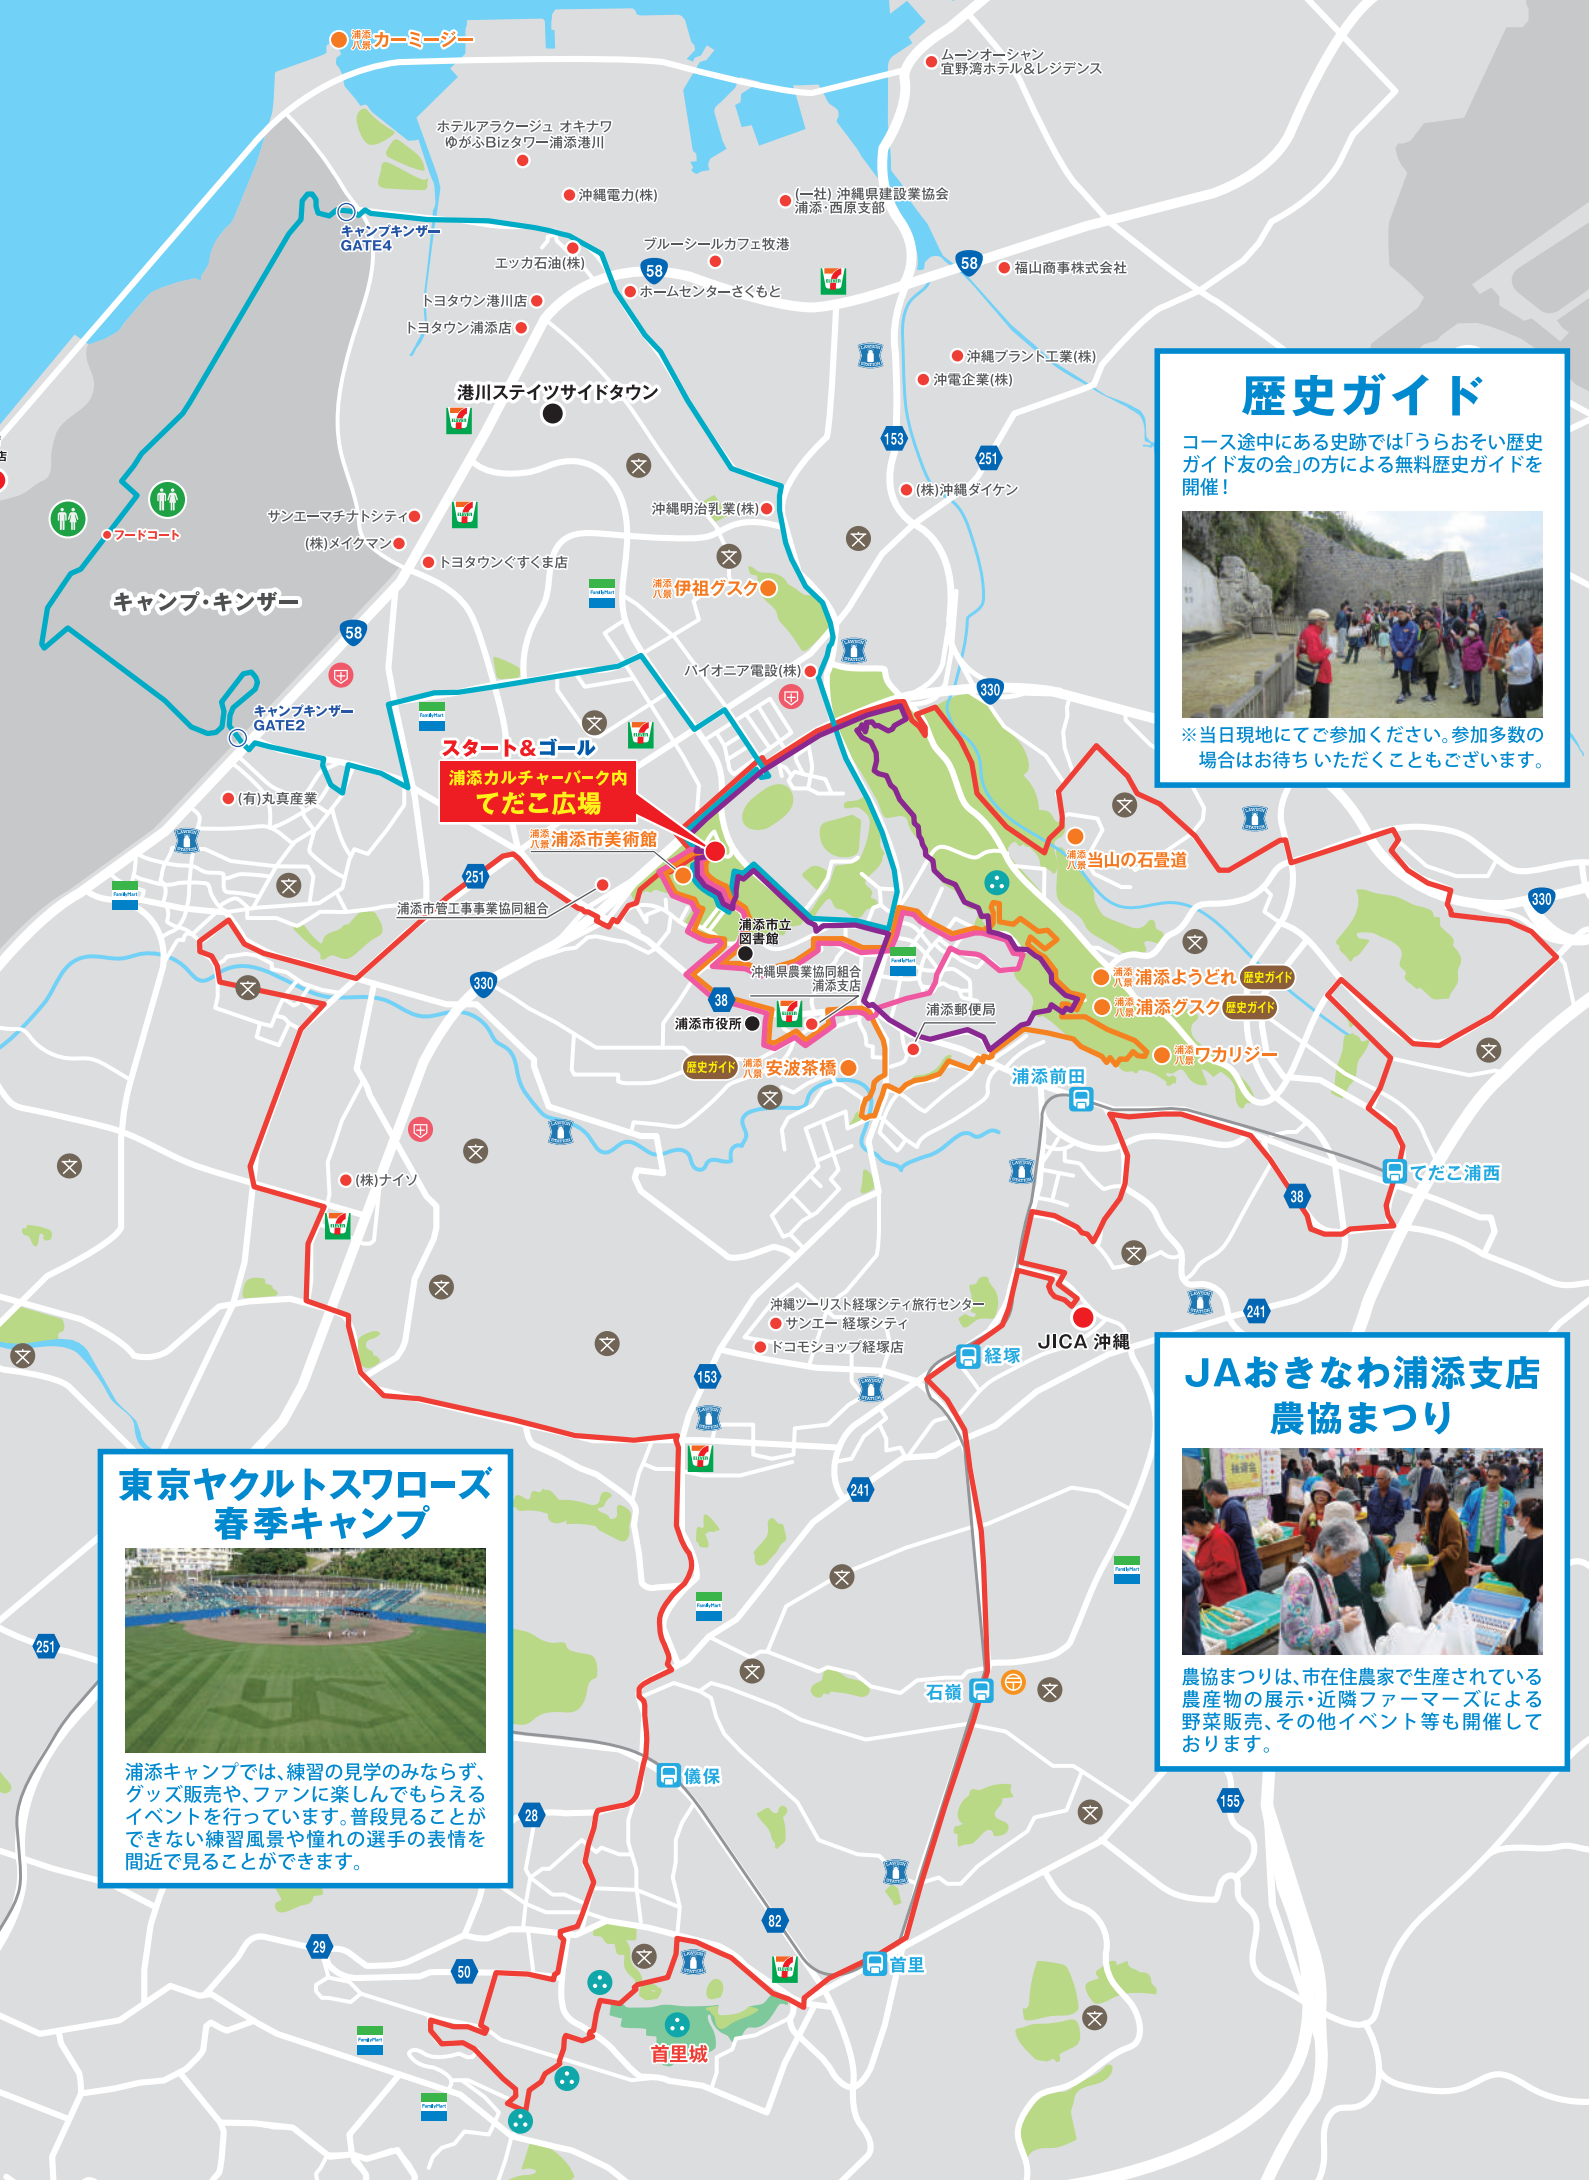 浦添八景 カーミージー
ムーンオーシャン
宜野湾ホテル&レジデンス
ホテルアラクージュ オキナワ
ゆがふBizタワー浦添港川
沖縄電力(株)
(一社) 沖縄県建設業協会
浦添・西原支部
キャンプキンザー
GATE4
エッカ石油(株)
58
ブルーシールカフェ牧港
58
福山商事株式会社
ホームセンターさくもと
トヨタウン港川店
トヨタウン浦添店
沖縄プラント工業(株)
沖電企業(株)
港川ステイツサイドタウン
153
251
店
(株)沖縄ダイケン
沖縄明治乳業(株)
サンエーマチナトシティ
フードコート
(株)メイクマン
トヨタウンぐすくま店
FamilyMart
浦添八景 伊祖グスク
キャンプ・キンザー
58
LAWSON STATION
パイオニア電設(株)
330
キャンプキンザー
GATE2
スタート&ゴール
浦添カルチャーパーク内
てだこ広場
(有)丸真産業
浦添八景 浦添市美術館
浦添八景 当山の石畳道
251
浦添市管工事事業協同組合
330
浦添市立
図書館
沖縄県農業協同組合
浦添支店
浦添八景 浦添ようどれ 歴史ガイド
浦添八景 浦添グスク 歴史ガイド
330
38
浦添市役所
浦添郵便局
浦添八景 ワカリジー
歴史ガイド 浦添八景 安波茶橋
浦添前田
てだこ浦西
38
(株)ナイソ
沖縄ツーリスト経塚シティ旅行センター
サンエー 経塚シティ
ドコモショップ経塚店
241
経塚
JICA 沖縄
153
241
251
石嶺
儀保
28
155
82
29
50
首里
首里城
歴史ガイド
コース途中にある史跡では「うらおそい歴史
ガイド友の会」の方による無料歴史ガイドを
開催!
※当日現地にてご参加ください。参加多数の
場合はお待ちいただくこともございます。
JAおきなわ浦添支店
農協まつり
農協まつりは、市在住農家で生産されている
農産物の展示・近隣ファーマーズによる
野菜販売、その他イベント等も開催して
おります。
東京ヤクルトスワローズ
春季キャンプ
浦添キャンプでは、練習の見学のみならず、
グッズ販売や、ファンに楽しんでもらえる
イベントを行っています。普段見ることが
できない練習風景や憧れの選手の表情を
間近で見ることができます。